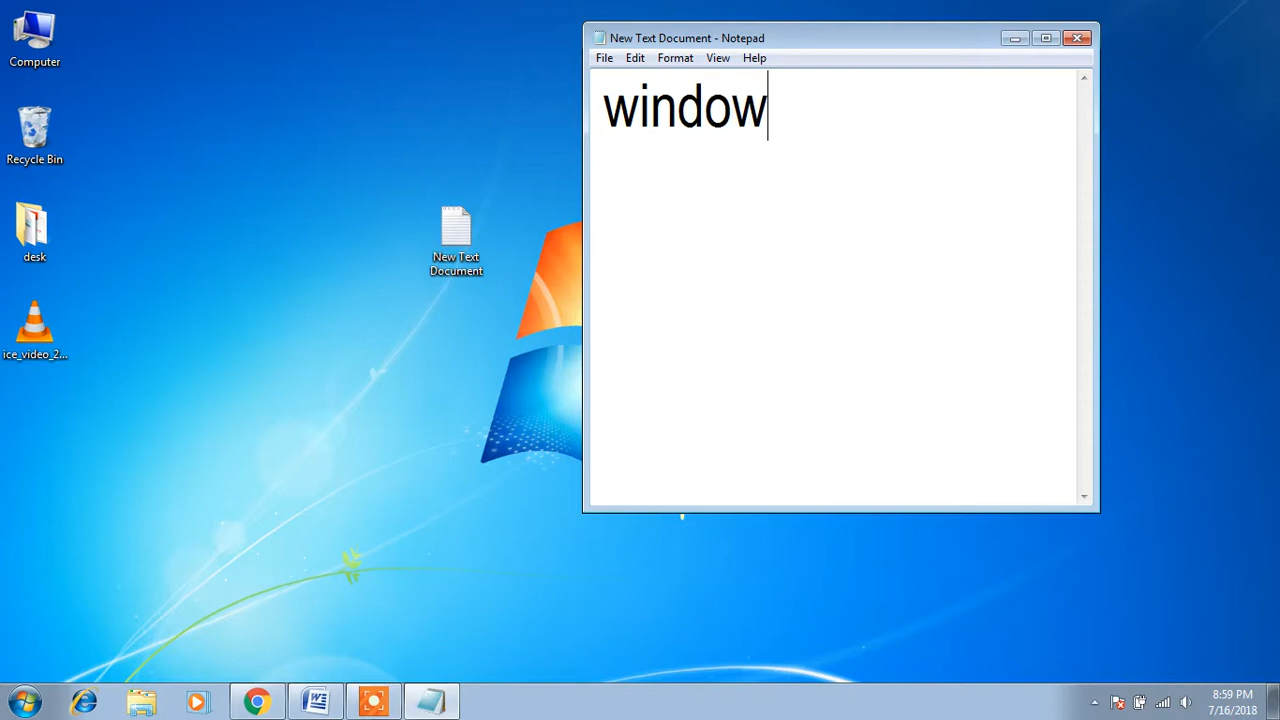 Computer
Recycle Bin
desk
ice_video_2...
New Text
Document
New Text Document - Notepad
File Edit Format View Help
window
8:59 PM
7/16/2018